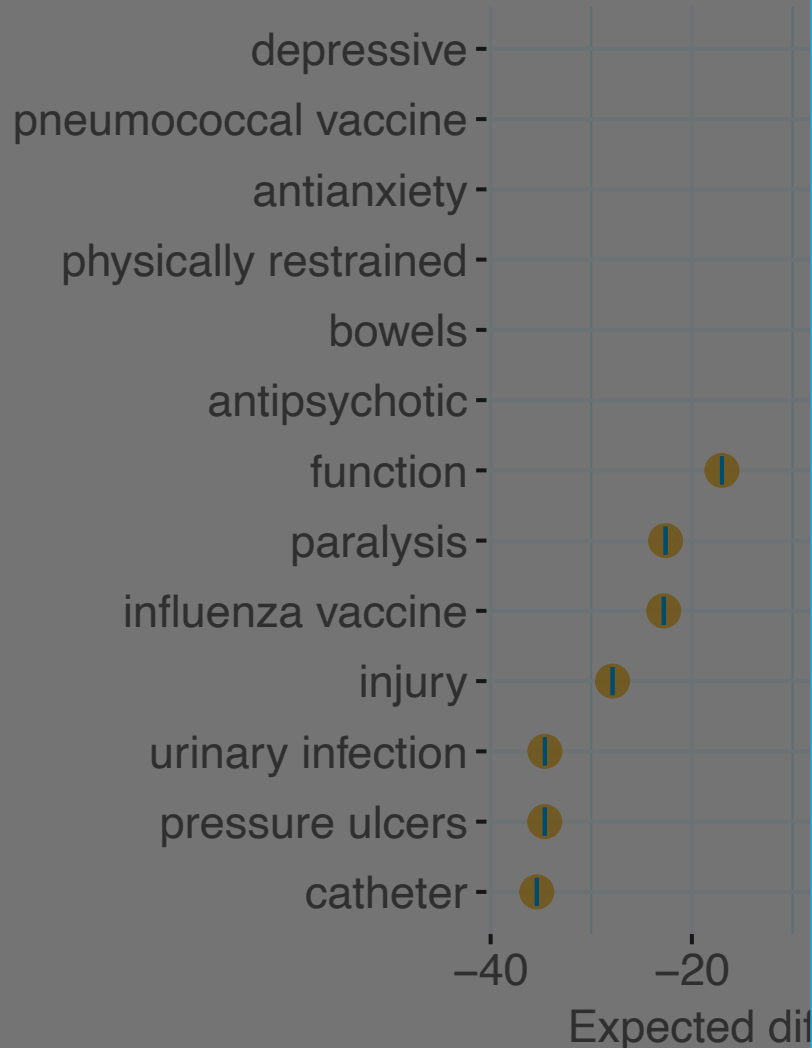 depressive
pneumococcal vaccine
antianxiety
physically restrained
bowels
antipsychotic
function
paralysis
influenza vaccine
injury
urinary infection
pressure ulcers
catheter
−40 −20
Expected